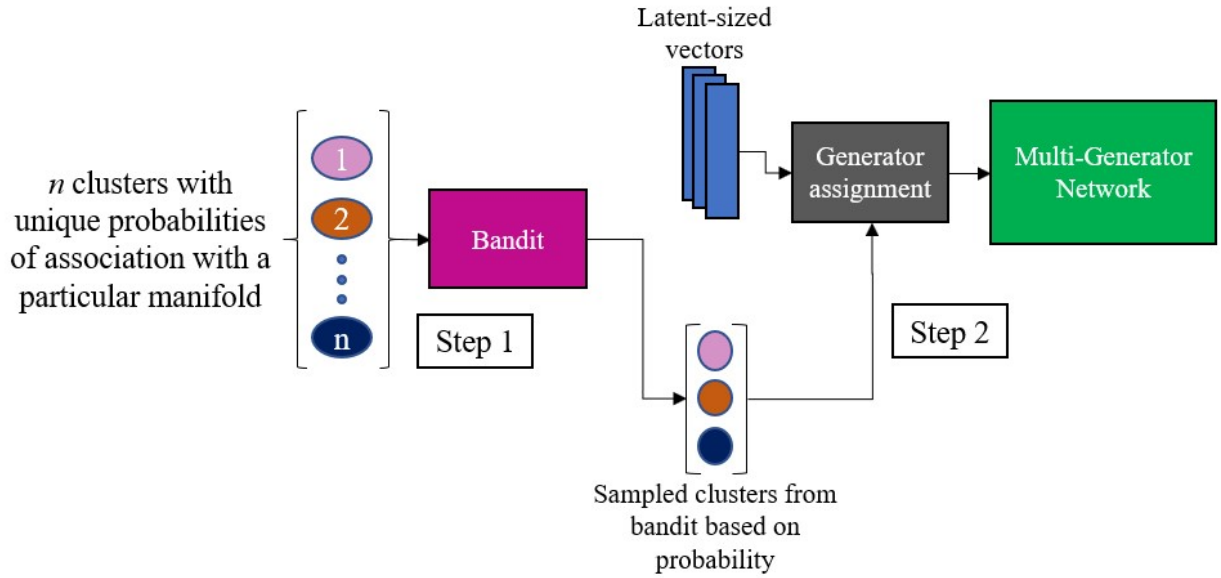 Latent-sized
vectors
n clusters with
unique probabilities
of association with a
particular manifold
1
2
n
Bandit
Step 1
Generator
assignment
Multi-Generator
Network
Step 2
Sampled clusters from
bandit based on
probability